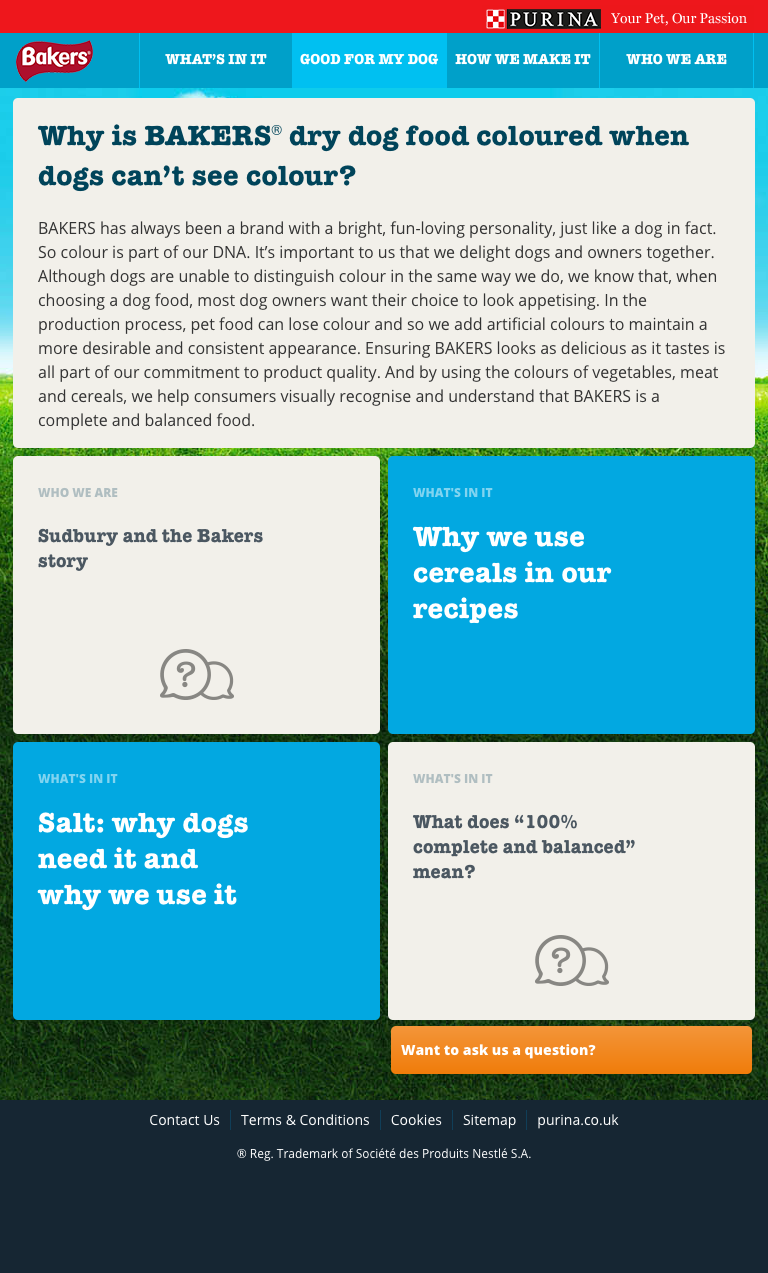 PURINA Your Pet, Our Passion
Bakers®
WHAT'S IN IT GOOD FOR MY DOG HOW WE MAKE IT WHO WE ARE
Why is BAKERS® dry dog food coloured when
dogs can't see colour?
BAKERS has always been a brand with a bright, fun-loving personality, just like a dog in fact.
So colour is part of our DNA. It's important to us that we delight dogs and owners together.
Although dogs are unable to distinguish colour in the same way we do, we know that, when
choosing a dog food, most dog owners want their choice to look appetising. In the
production process, pet food can lose colour and so we add artificial colours to maintain a
more desirable and consistent appearance. Ensuring BAKERS looks as delicious as it tastes is
all part of our commitment to product quality. And by using the colours of vegetables, meat
and cereals, we help consumers visually recognise and understand that BAKERS is a
complete and balanced food.
WHO WE ARE
Sudbury and the Bakers
story
?
WHAT'S IN IT
Why we use
cereals in our
recipes
WHAT'S IN IT
Salt: why dogs
need it and
why we use it
WHAT'S IN IT
What does “100%
complete and balanced”
mean?
?
Want to ask us a question?
Contact Us Terms & Conditions Cookies Sitemap purina.co.uk
® Reg. Trademark of Société des Produits Nestlé S.A.